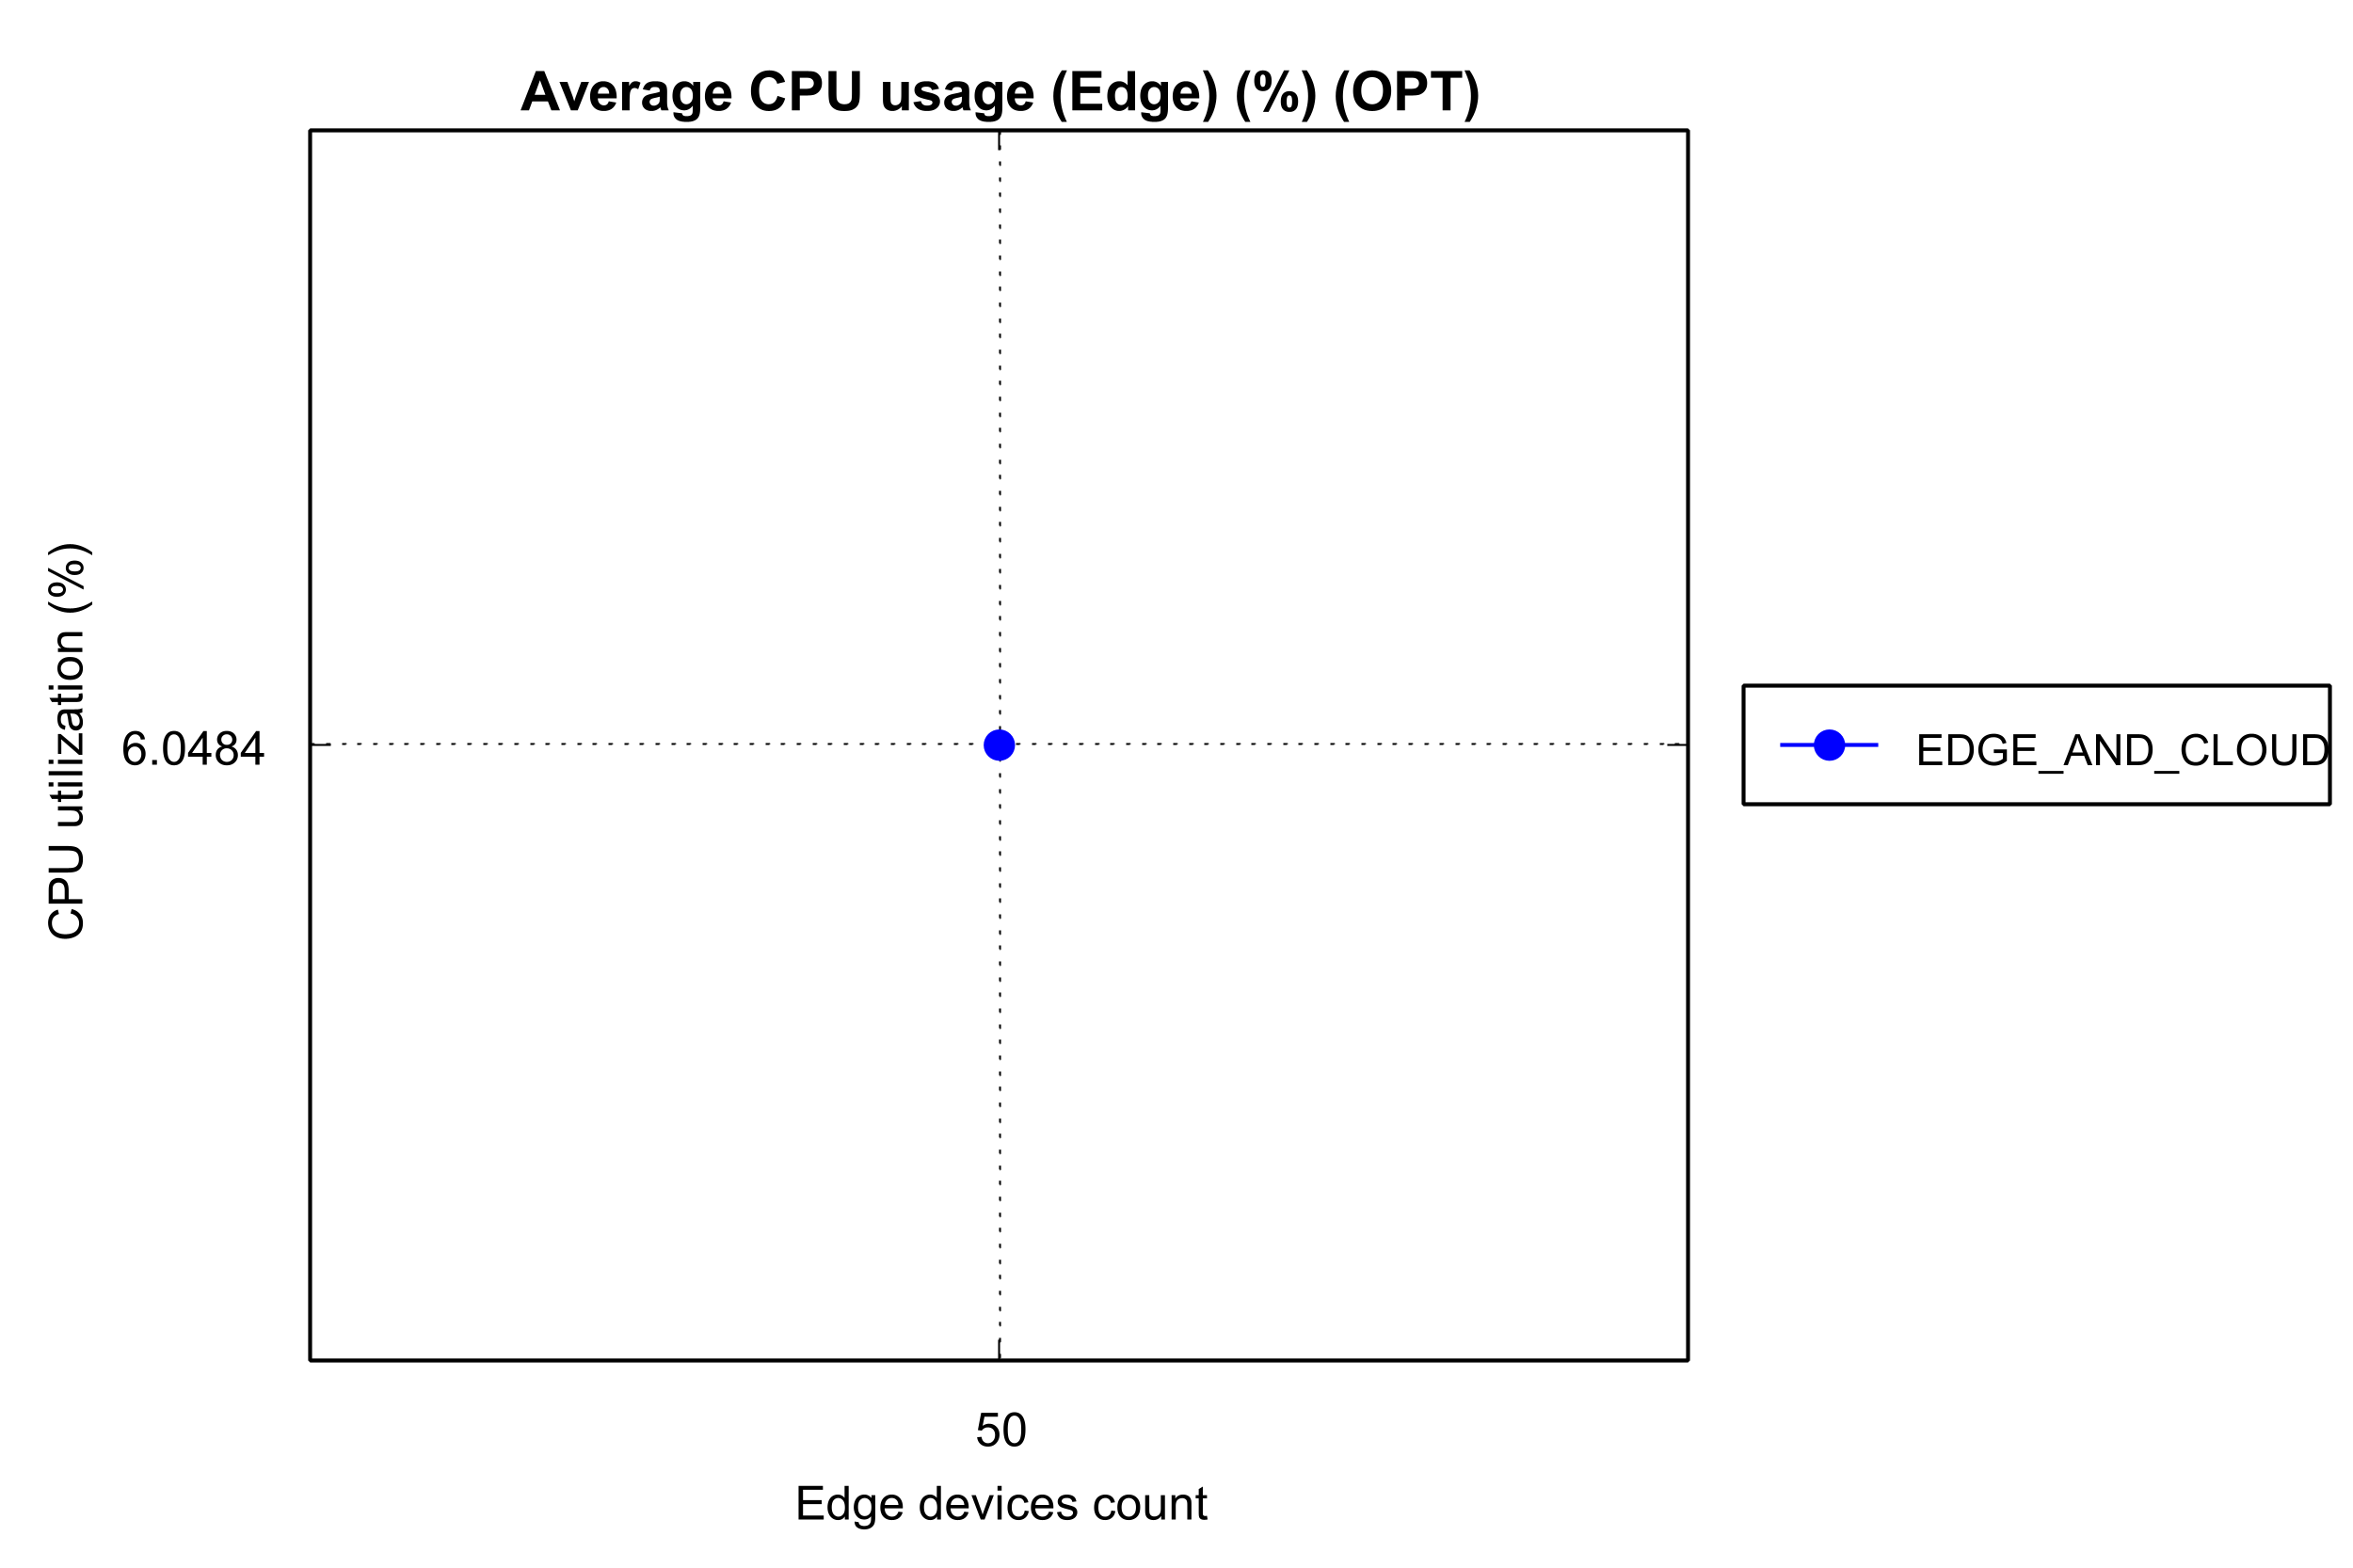 Average CPU usage (Edge) (%) (OPT)
CPU utilization (%)
6.0484
EDGE_AND_CLOUD
50
Edge devices count